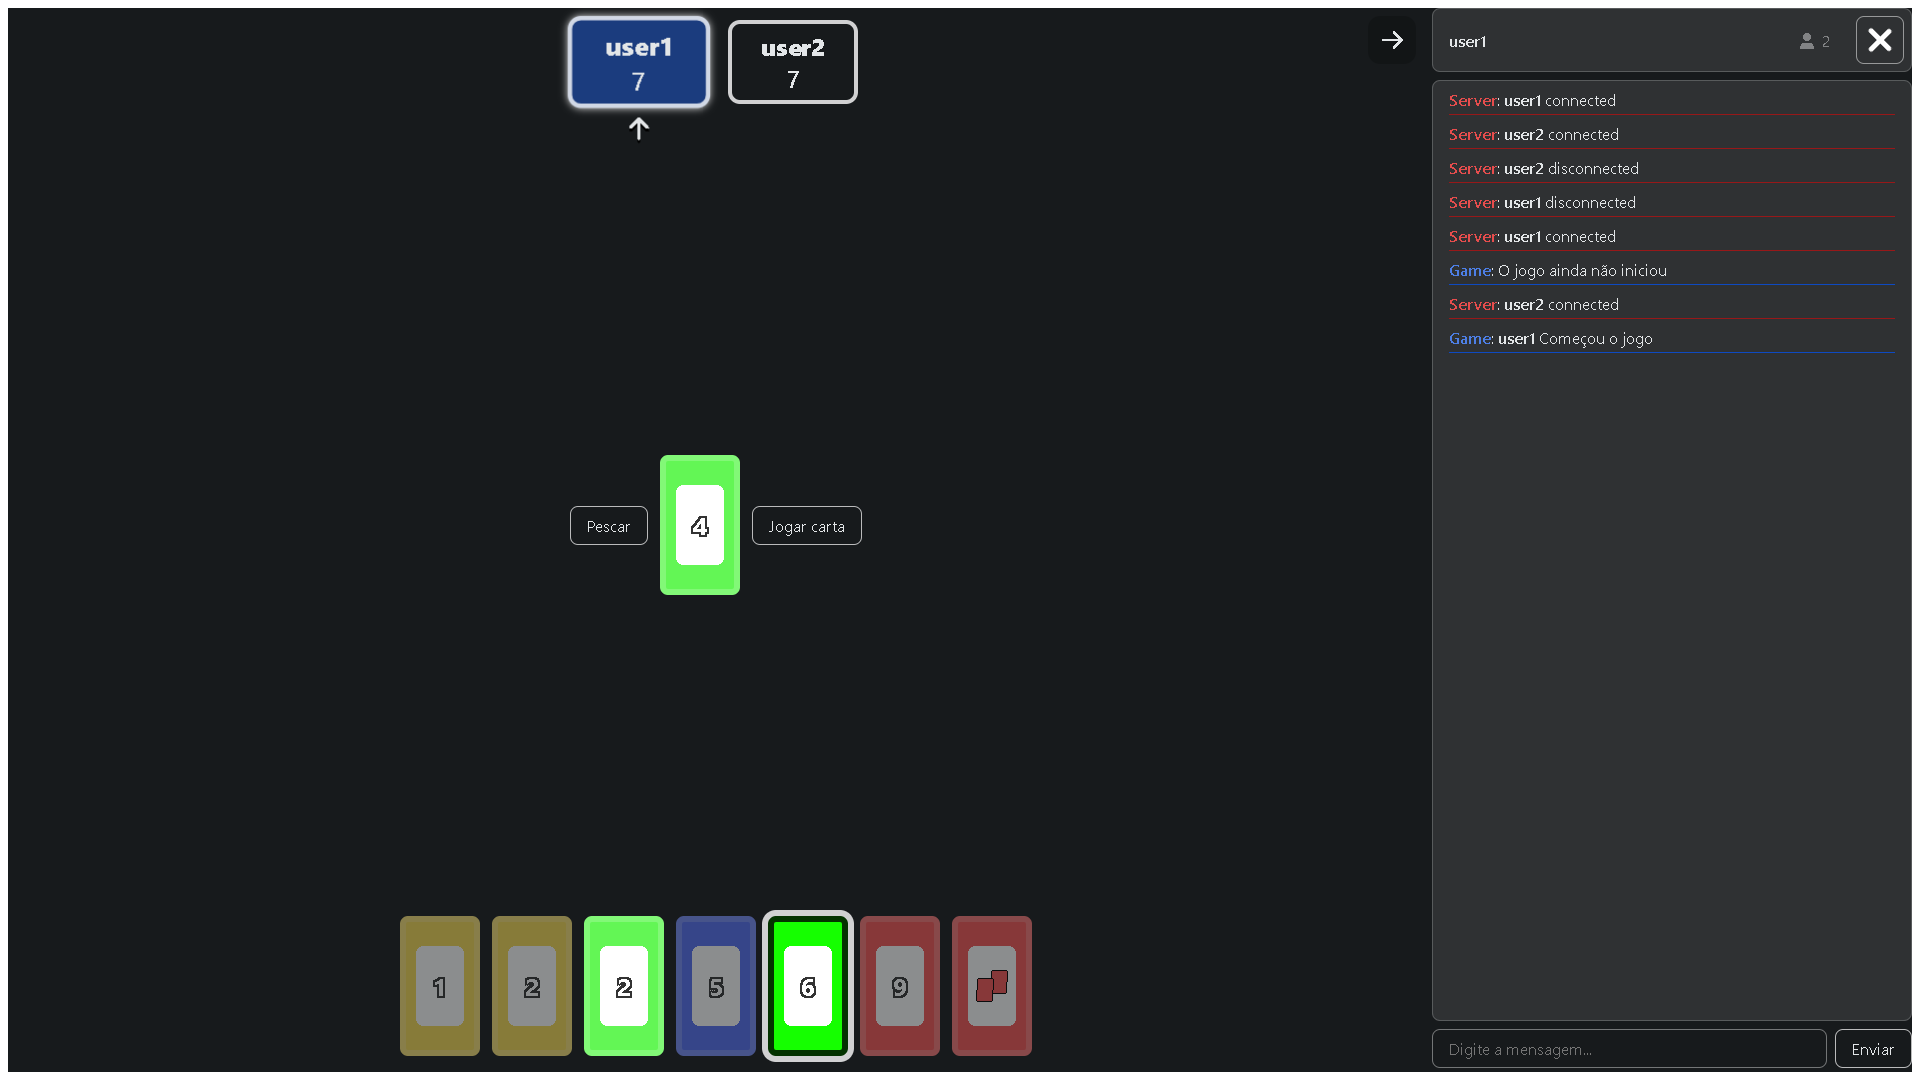 user1
7
user2
7
Pescar
4
Jogar carta
1
2
2
5
6
9
user1
2
Server: user1 connected
Server: user2 connected
Server: user2 disconnected
Server: user1 disconnected
Server: user1 connected
Game: O jogo ainda não iniciou
Server: user2 connected
Game: user1 Começou o jogo
Digite a mensagem...
Enviar